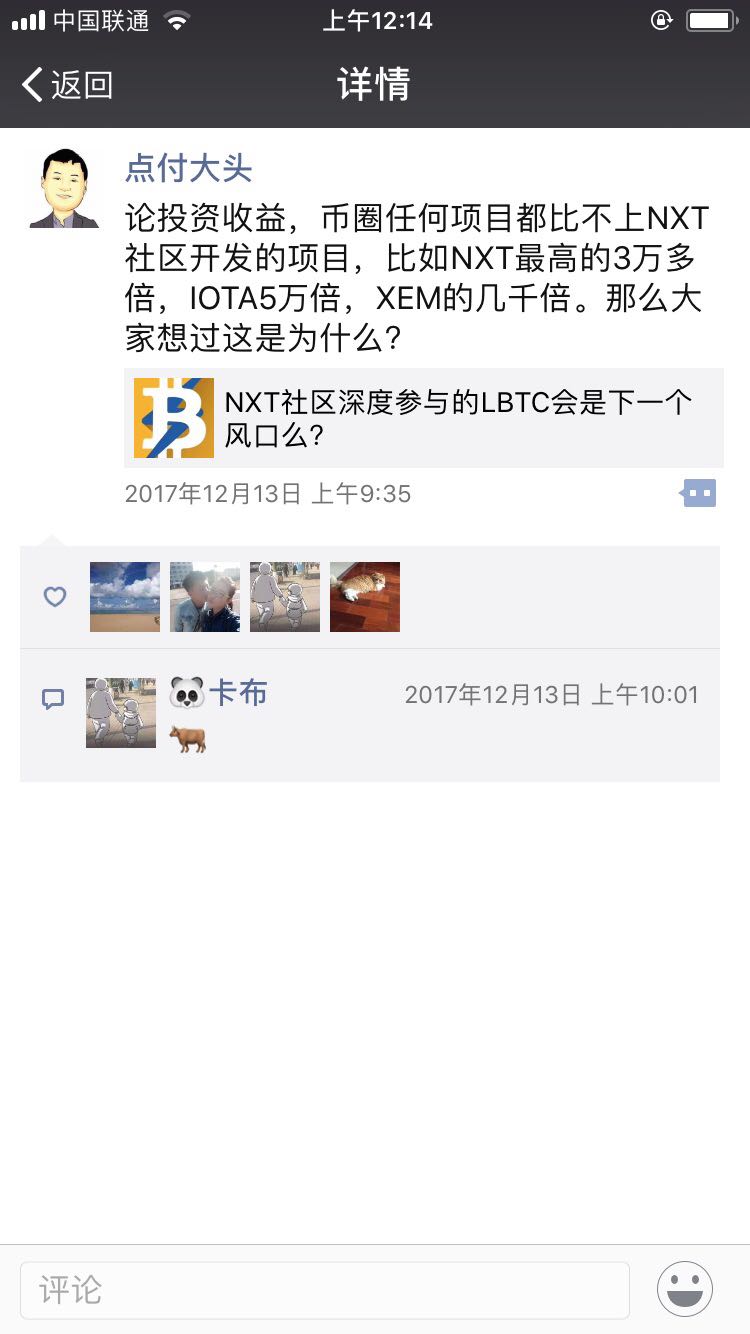 中国联通
上午12:14
返回
详情
点付大头
论投资收益，币圈任何项目都比不上NXT
社区开发的项目，比如NXT最高的3万多
倍，IOTA5万倍，XEM的几千倍。那么大
家想过这是为什么?
NXT社区深度参与的LBTC会是下一个
风口么?
2017年12月13日 上午9:35
🐼卡布
2017年12月13日 上午10:01
🐂
评论